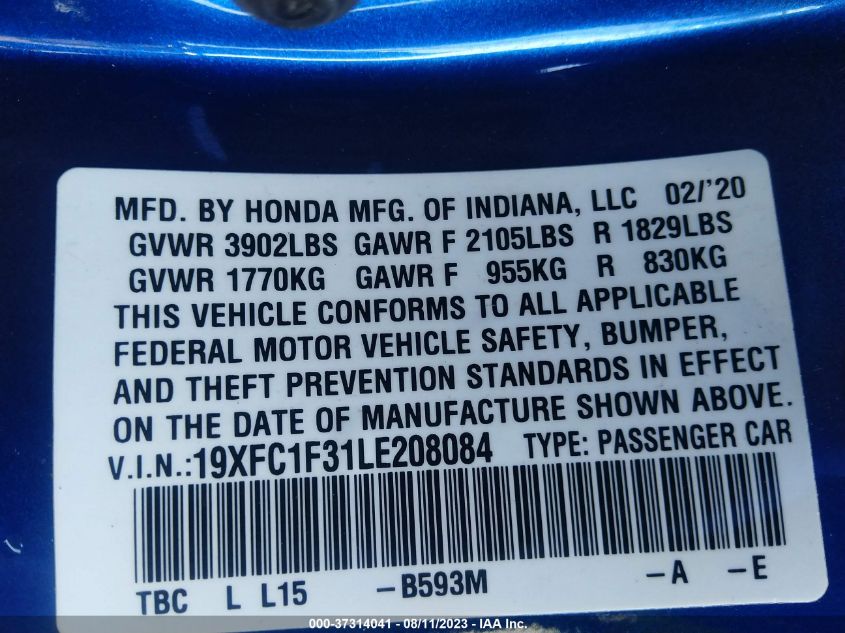 MFD. BY HONDA MFG. OF INDIANA, LLC 02/'20
GVWR 3902LBS GAWR F 2105LBS R 1829LBS
GVWR 1770KG GAWR F 955KG R 830KG
THIS VEHICLE CONFORMS TO ALL APPLICABLE
FEDERAL MOTOR VEHICLE SAFETY, BUMPER,
AND THEFT PREVENTION STANDARDS IN EFFECT
ON THE DATE OF MANUFACTURE SHOWN ABOVE.
V.I.N.:19XFC1F31LE208084 TYPE: PASSENGER CAR
TBC L L15 -B593M -A -E
000-37314041 - 08/11/2023 - IAA Inc.